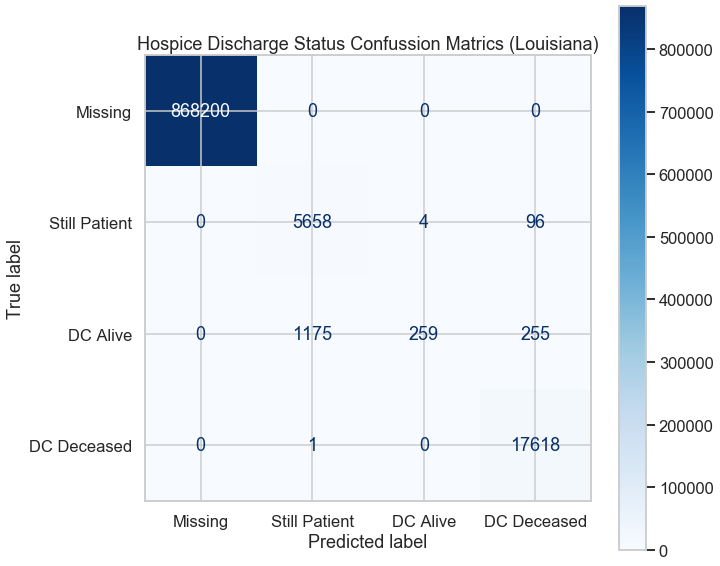 Hospice Discharge Status Confussion Matrics (Louisiana)
True label
Missing 868200 0 0 0
Still Patient 0 5658 4 96
DC Alive 0 1175 259 255
DC Deceased 0 1 0 17618
Missing Still Patient DC Alive DC Deceased
Predicted label
800000
700000
600000
500000
400000
300000
200000
100000
0